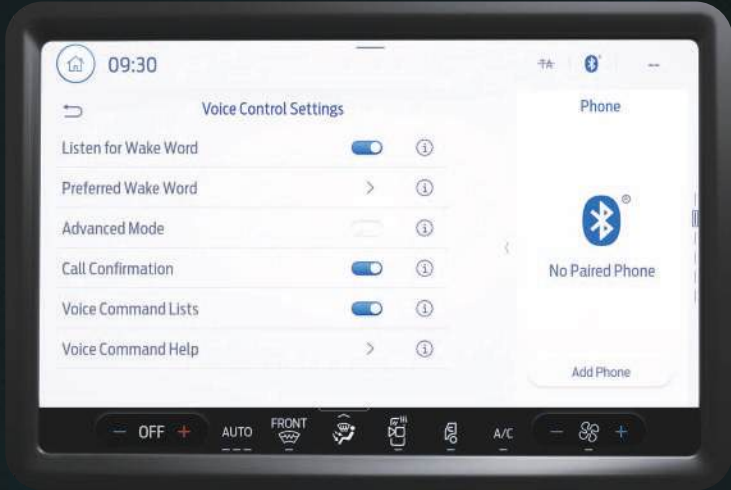 09:30
Voice Control Settings
Listen for Wake Word
Preferred Wake Word
Advanced Mode
Call Confirmation
Voice Command Lists
Voice Command Help
Phone
No Paired Phone
Add Phone
- OFF +
AUTO
FRONT
A/C
- +